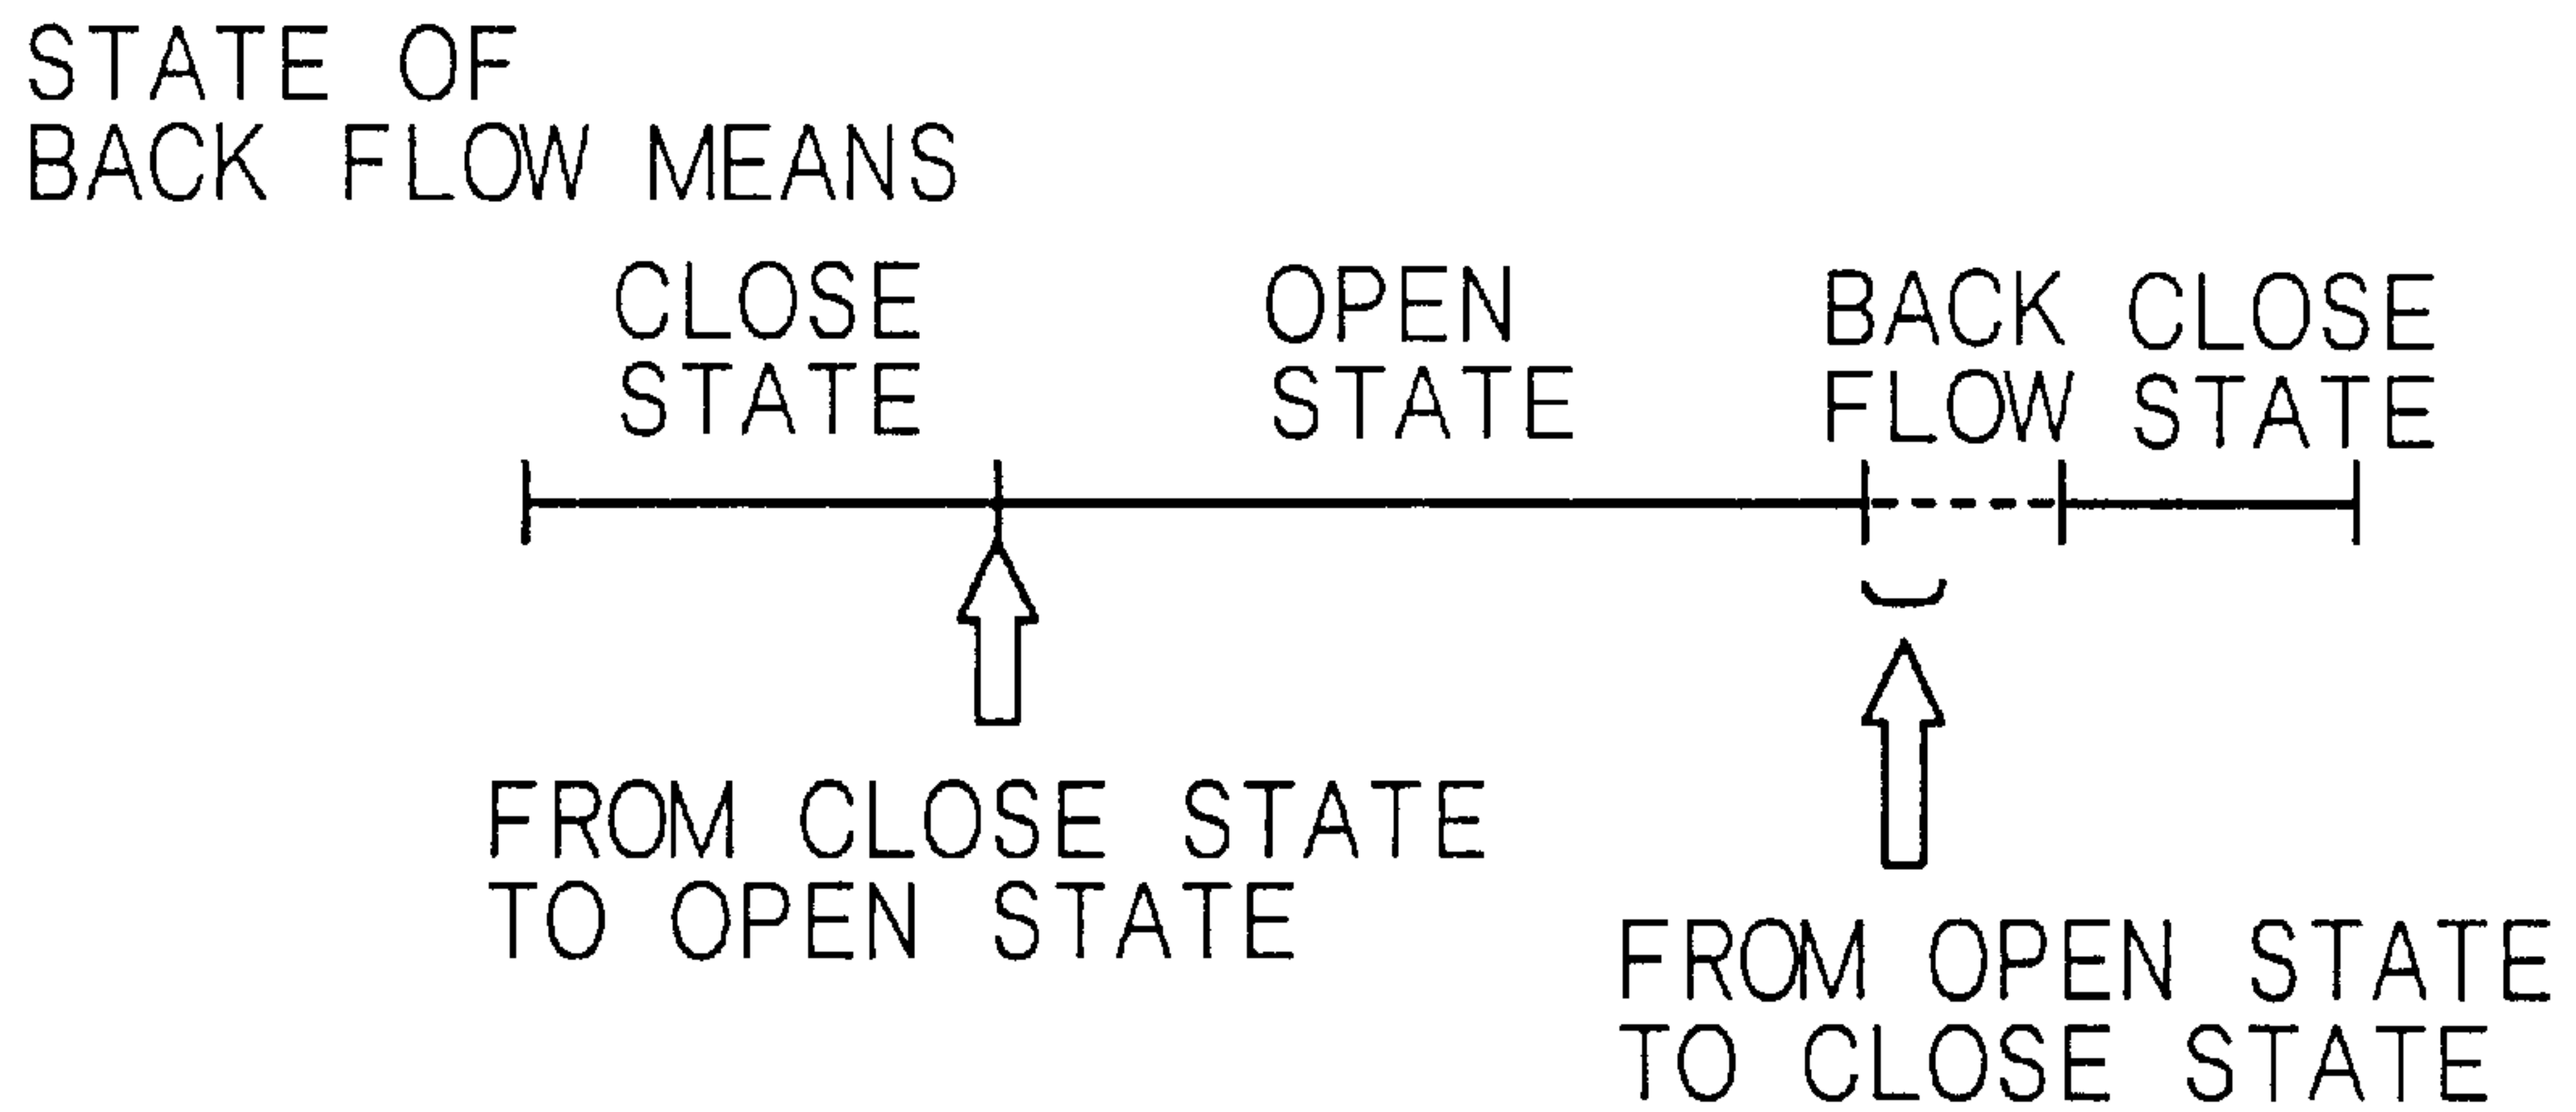 STATE OF
BACK FLOW MEANS
CLOSE
STATE
OPEN
STATE
BACK
FLOW
CLOSE
STATE
FROM CLOSE STATE
TO OPEN STATE
FROM OPEN STATE
TO CLOSE STATE